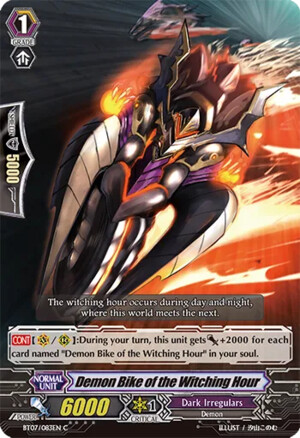 1
GRADE
SHIELD
5000
The witching hour occurs during day and night,
where this world meets the next.
CONT [ / ]:During your turn, this unit gets +2000 for each
card named "Demon Bike of the Witching Hour" in your soul.
NORMAL UNIT
Demon Bike of the Witching Hour
POWER
6000
1
CRITICAL
Dark Irregulars
Demon
BT07/083EN C
ILLUST /